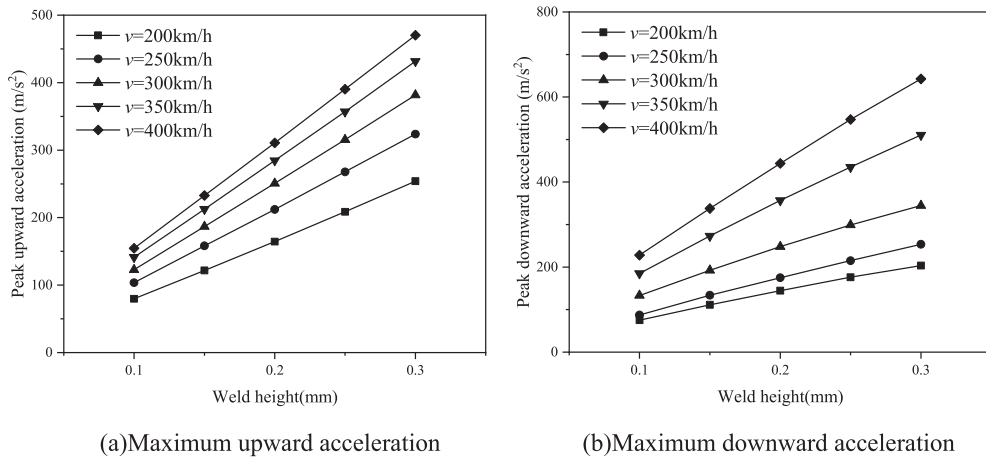 500
400
300
200
100
0
0.1
0.2
0.3
Peak upward acceleration (m/s²)
Weld height(mm)
v=200km/h
v=250km/h
v=300km/h
v=350km/h
v=400km/h
(a)Maximum upward acceleration
800
600
400
200
0
0.1
0.2
0.3
Peak downward acceleration (m/s²)
Weld height(mm)
v=200km/h
v=250km/h
v=300km/h
v=350km/h
v=400km/h
(b)Maximum downward acceleration